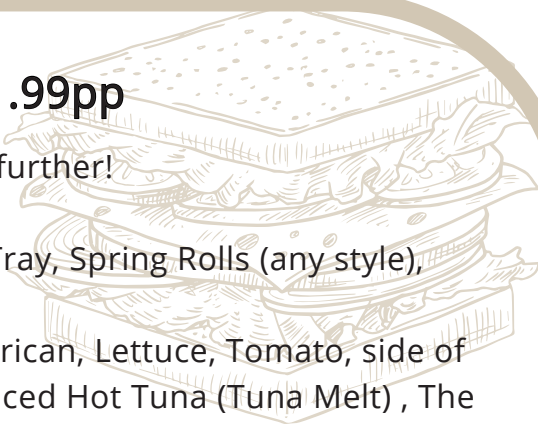 .99pp
further!
Tray, Spring Rolls (any style),
rican, Lettuce, Tomato, side of
ced Hot Tuna (Tuna Melt) , The